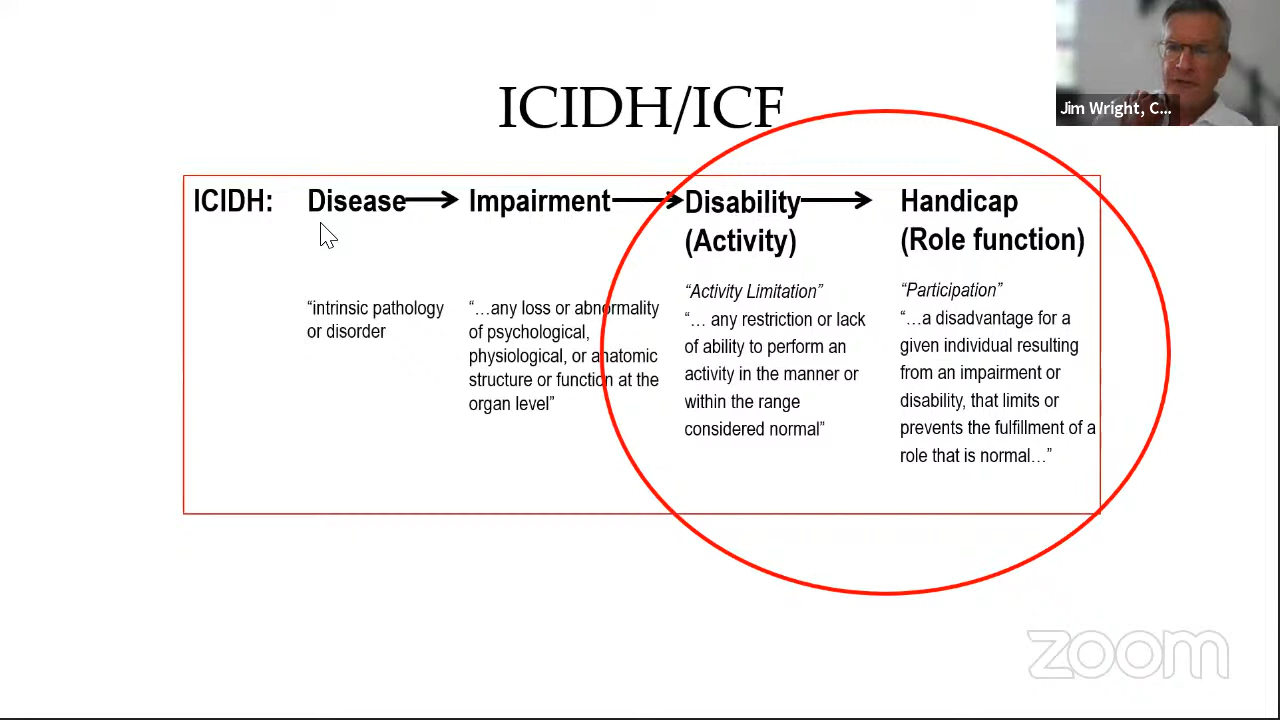 Jim Wright, C...
ICIDH/ICF
ICIDH:
Disease
Impairment
Disability
(Activity)
Handicap
(Role function)
“intrinsic pathology
or disorder
“…any loss or abnormality
of psychological,
physiological, or anatomic
structure or function at the
organ level”
“Activity Limitation”
“… any restriction or lack
of ability to perform an
activity in the manner or
within the range
considered normal”
“Participation”
“…a disadvantage for a
given individual resulting
from an impairment or
disability, that limits or
prevents the fulfillment of a
role that is normal…”
zoom